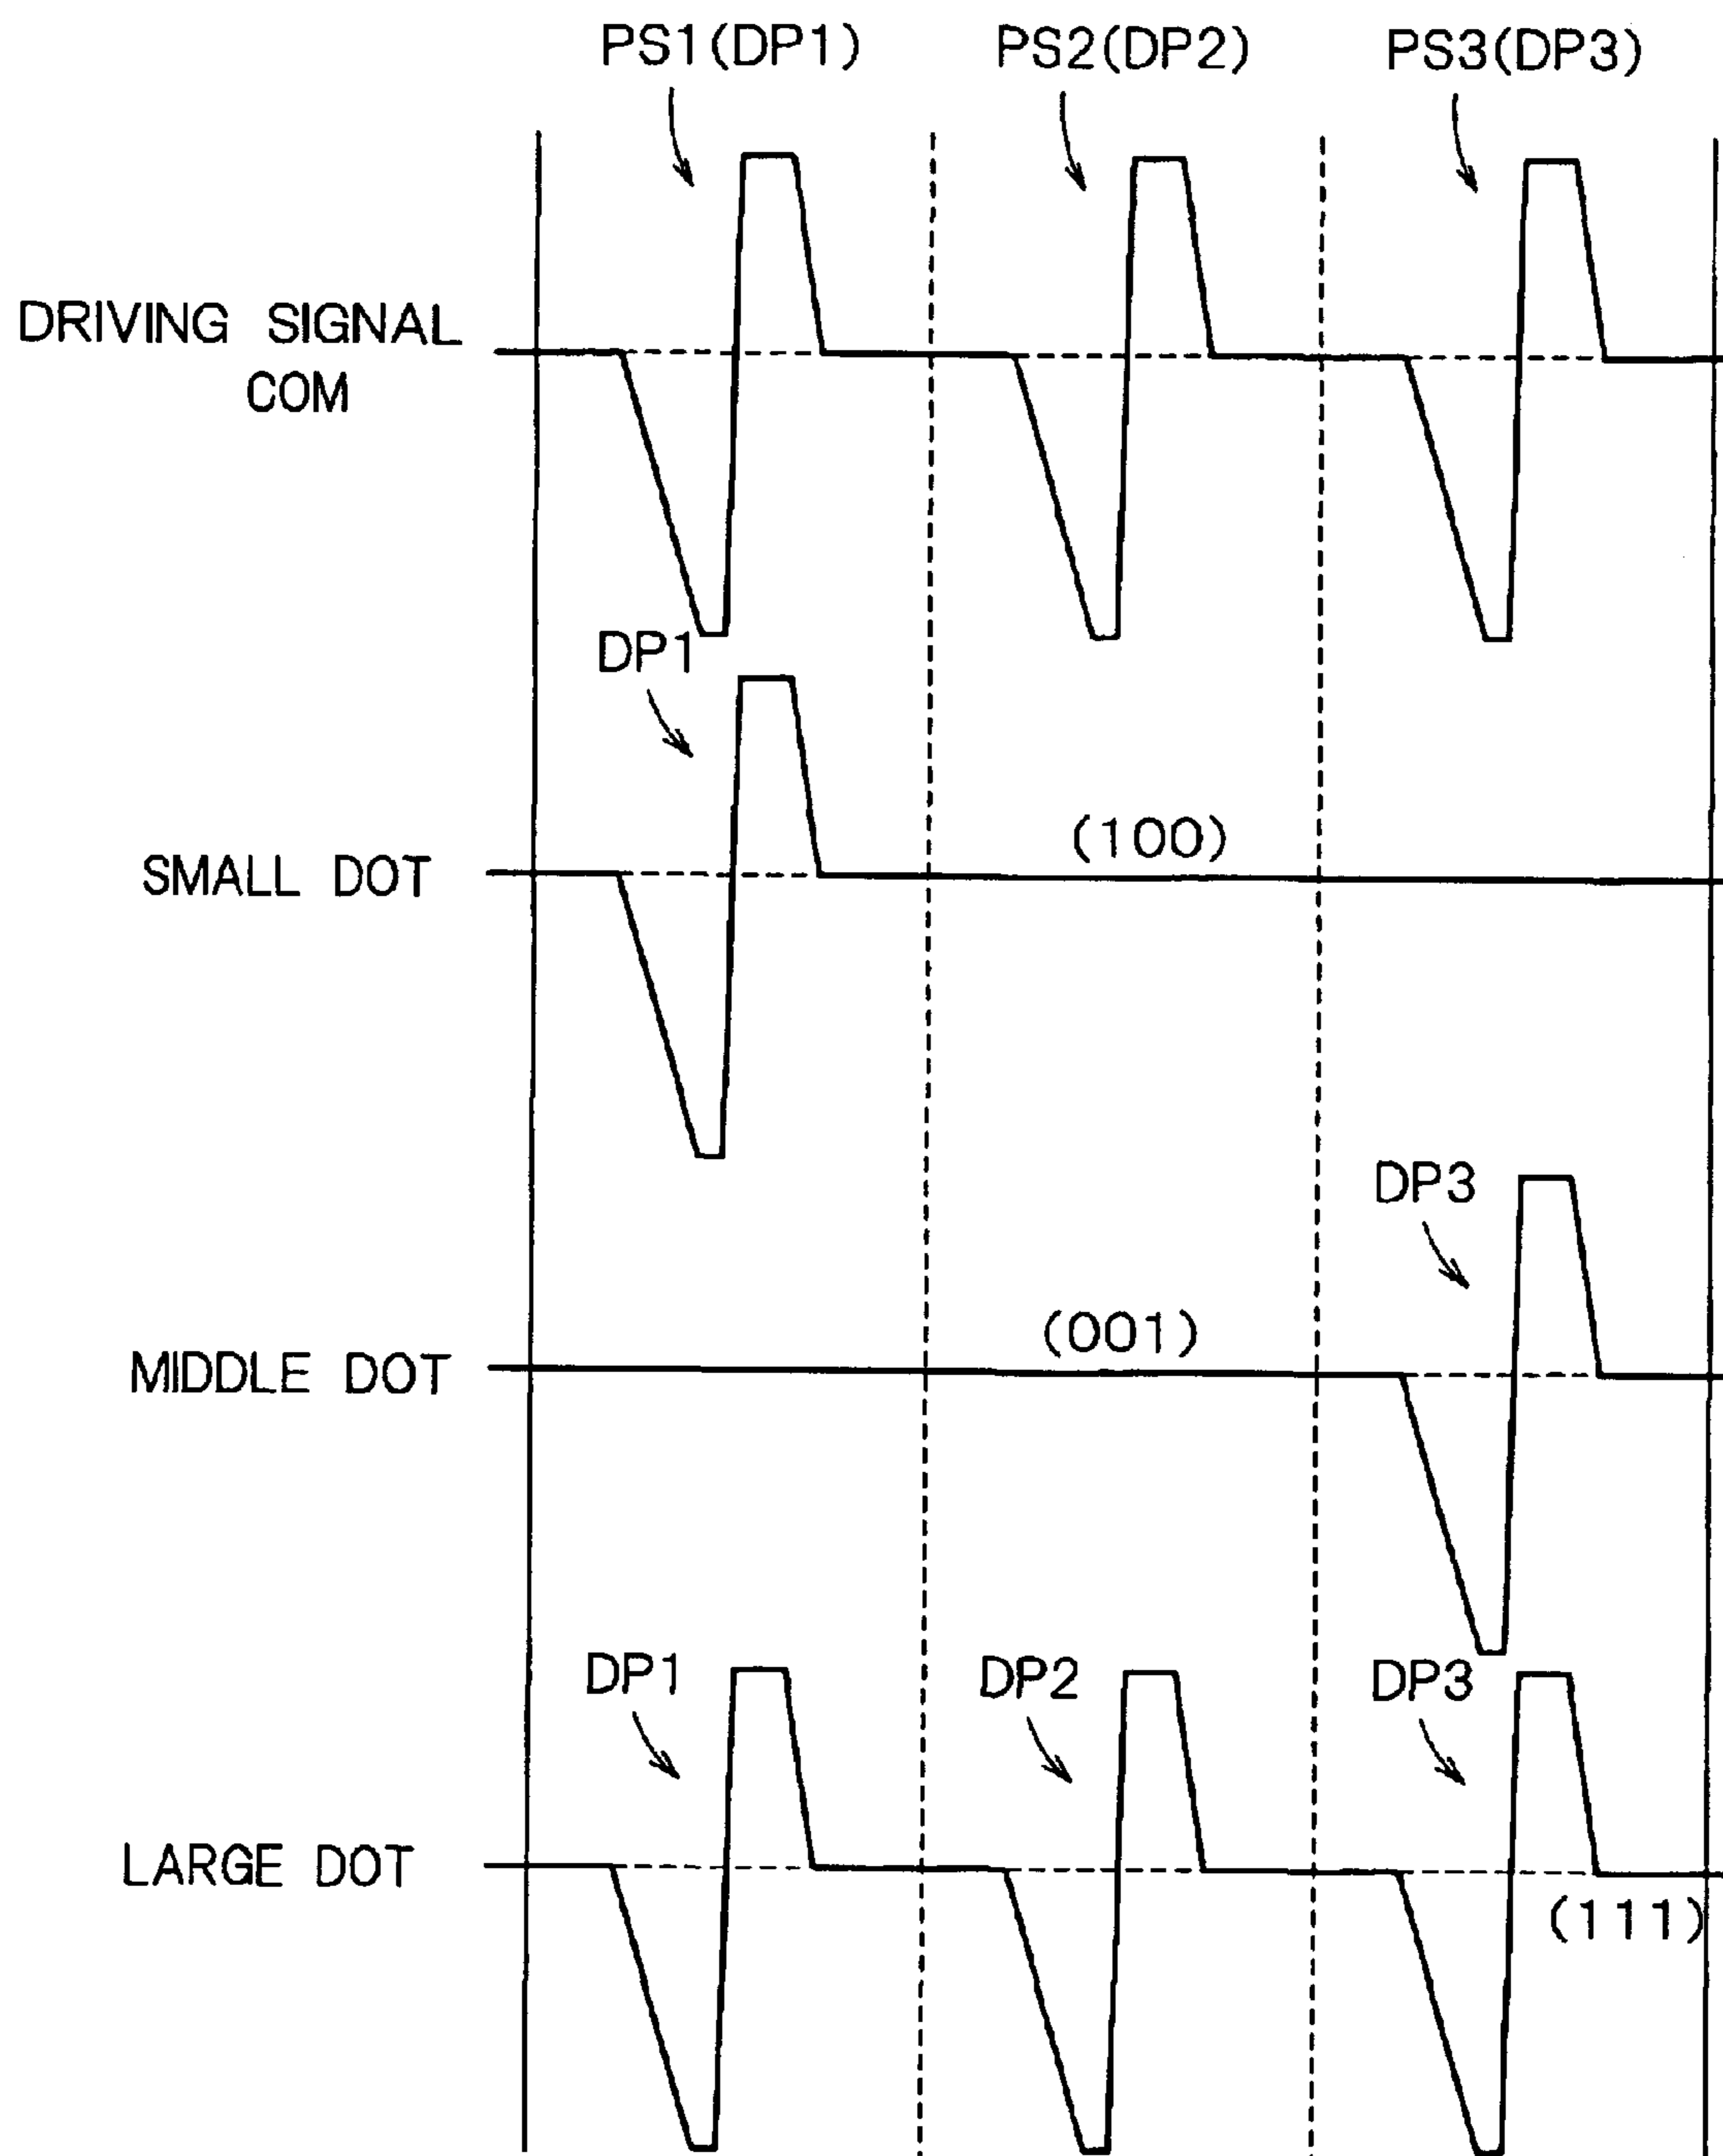 PS1(DP1) PS2(DP2) PS3(DP3)
DRIVING SIGNAL
COM
DP1
(100)
SMALL DOT
DP3
(001)
MIDDLE DOT
DP1 DP2 DP3
LARGE DOT
(111)